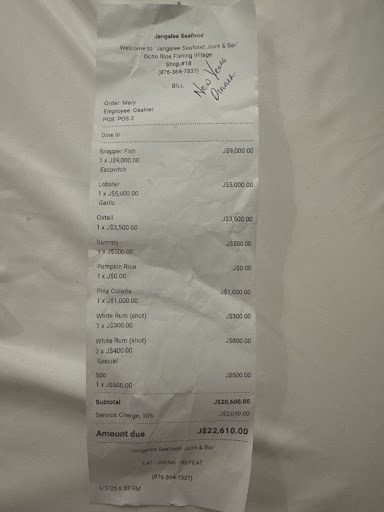 Jangalee Seafood
Welcome to 'Jangalee Seafood Joint & Bar'
Ocho Rios Fishing Village
Shop #18
(876-364-7337)
BILL
New Years
Dinner
Order: Mary
Employee: Cashier
POS: POS 2
Dine in
Snapper Fish J$9,000.00
1 x J$9,000.00
Escovitch
Lobster J$5,000.00
1 x J$5,000.00
Garlic
Oxtail J$3,500.00
1 x J$3,500.00
Bammy J$500.00
1 x J$500.00
Pumpkin Rice J$0.00
1 x J$0.00
Pina Colada J$1,000.00
1 x J$1,000.00
White Rum (shot) J$300.00
1 x J$300.00
White Rum (shot) J$800.00
2 x J$400.00
Special
500 J$500.00
1 x J$500.00
Subtotal J$20,600.00
Service Charge, 10% J$2,010.00
Amount due J$22,610.00
'Jangalee Seafood Joint & Bar'
EAT - DRINK - REPEAT
(876-364-7337)
1/1/25 6:37 PM